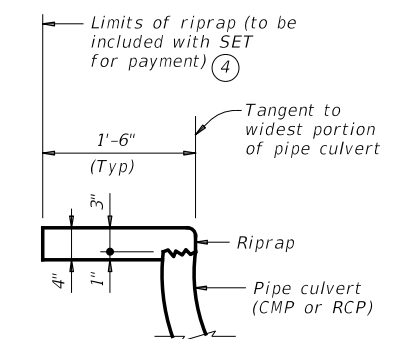 Limits of riprap (to be
included with SET
for payment) 4
Tangent to
widest portion
of pipe culvert
1'-6"
(Typ)
3"
Riprap
4"
1"
Pipe culvert
(CMP or RCP)